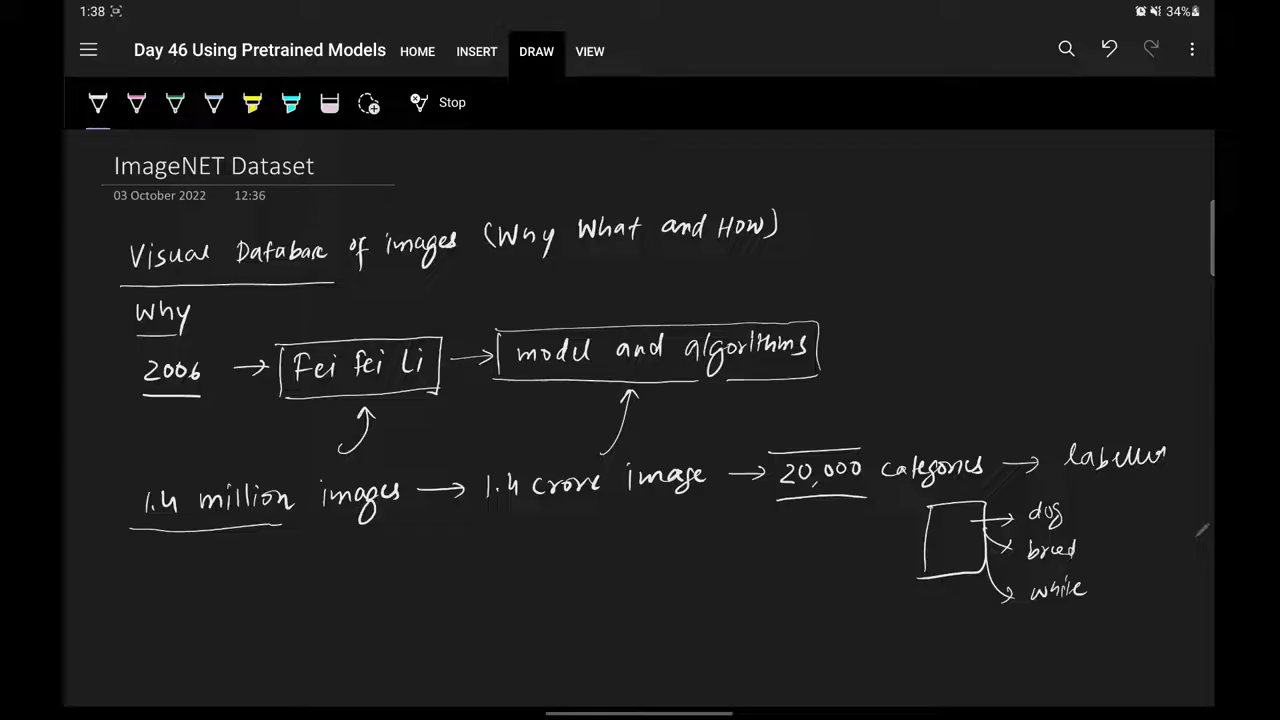 1:38 34%
Day 46 Using Pretrained Models HOME INSERT DRAW VIEW
Stop
ImageNET Dataset
03 October 2022 12:36
Visual Database of images (Why What and How)
Why
2006 → Fei Fei Li → model and algorithms
1.4 million images → 1.4 crore image → 20,000 categories →
dog
breed
white